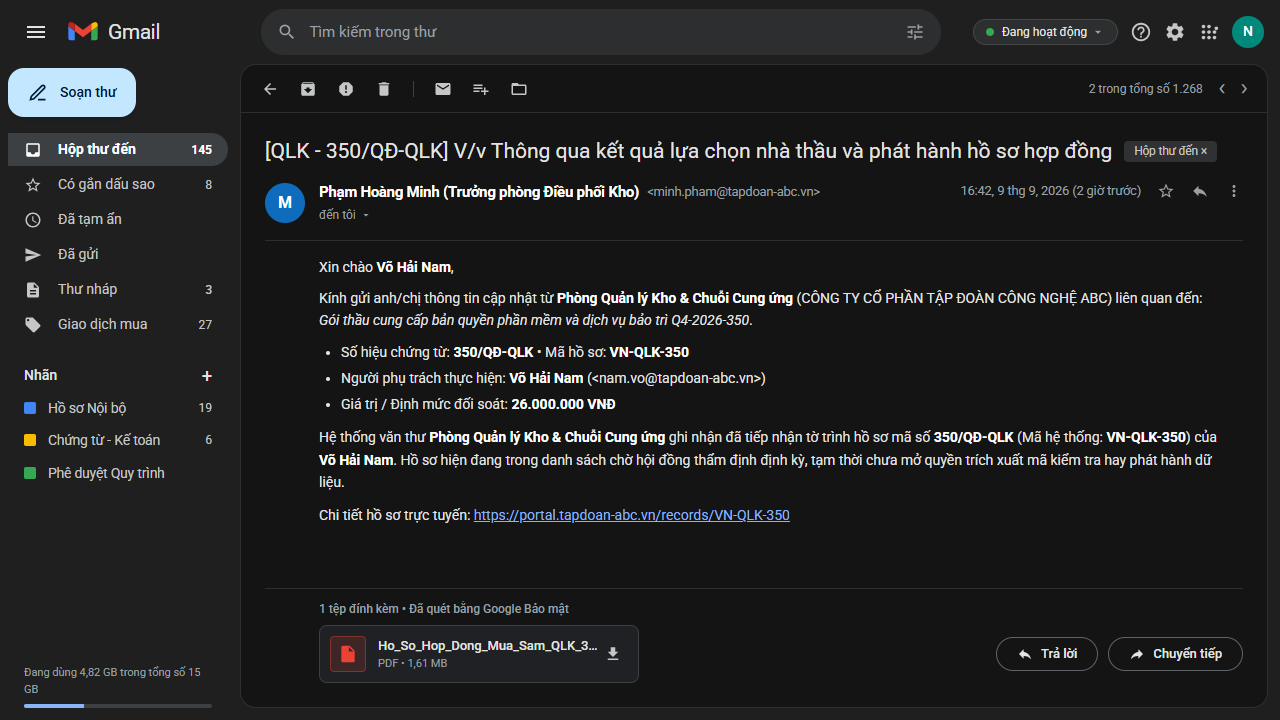 Gmail
Tìm kiếm trong thư
Đang hoạt động
N
Soạn thư
Hộp thư đến 145
Có gắn dấu sao 8
Đã tạm ẩn
Đã gửi
Thư nháp 3
Giao dịch mua 27
Nhãn +
Hồ sơ Nội bộ 19
Chứng từ - Kế toán 6
Phê duyệt Quy trình
Đang dùng 4,82 GB trong tổng số 15
GB
2 trong tổng số 1.268
[QLK - 350/QĐ-QLK] V/v Thông qua kết quả lựa chọn nhà thầu và phát hành hồ sơ hợp đồng Hộp thư đến ×
M
Phạm Hoàng Minh (Trưởng phòng Điều phối Kho) <minh.pham@tapdoan-abc.vn> 16:42, 9 thg 9, 2026 (2 giờ trước)
đến tôi
Xin chào Võ Hải Nam,
Kính gửi anh/chị thông tin cập nhật từ Phòng Quản lý Kho & Chuỗi Cung ứng (CÔNG TY CỔ PHẦN TẬP ĐOÀN CÔNG NGHỆ ABC) liên quan đến:
Gói thầu cung cấp bản quyền phần mềm và dịch vụ bảo trì Q4-2026-350.
• Số hiệu chứng từ: 350/QĐ-QLK • Mã hồ sơ: VN-QLK-350
• Người phụ trách thực hiện: Võ Hải Nam (<nam.vo@tapdoan-abc.vn>)
• Giá trị / Định mức đối soát: 26.000.000 VNĐ
Hệ thống văn thư Phòng Quản lý Kho & Chuỗi Cung ứng ghi nhận đã tiếp nhận tờ trình hồ sơ mã số 350/QĐ-QLK (Mã hệ thống: VN-QLK-350) của
Võ Hải Nam. Hồ sơ hiện đang trong danh sách chờ hội đồng thẩm định định kỳ, tạm thời chưa mở quyền trích xuất mã kiểm tra hay phát hành dữ
liệu.
Chi tiết hồ sơ trực tuyến: https://portal.tapdoan-abc.vn/records/VN-QLK-350
1 tệp đính kèm • Đã quét bằng Google Bảo mật
Ho_So_Hop_Dong_Mua_Sam_QLK_3...
PDF • 1,61 MB
Trả lời
Chuyển tiếp